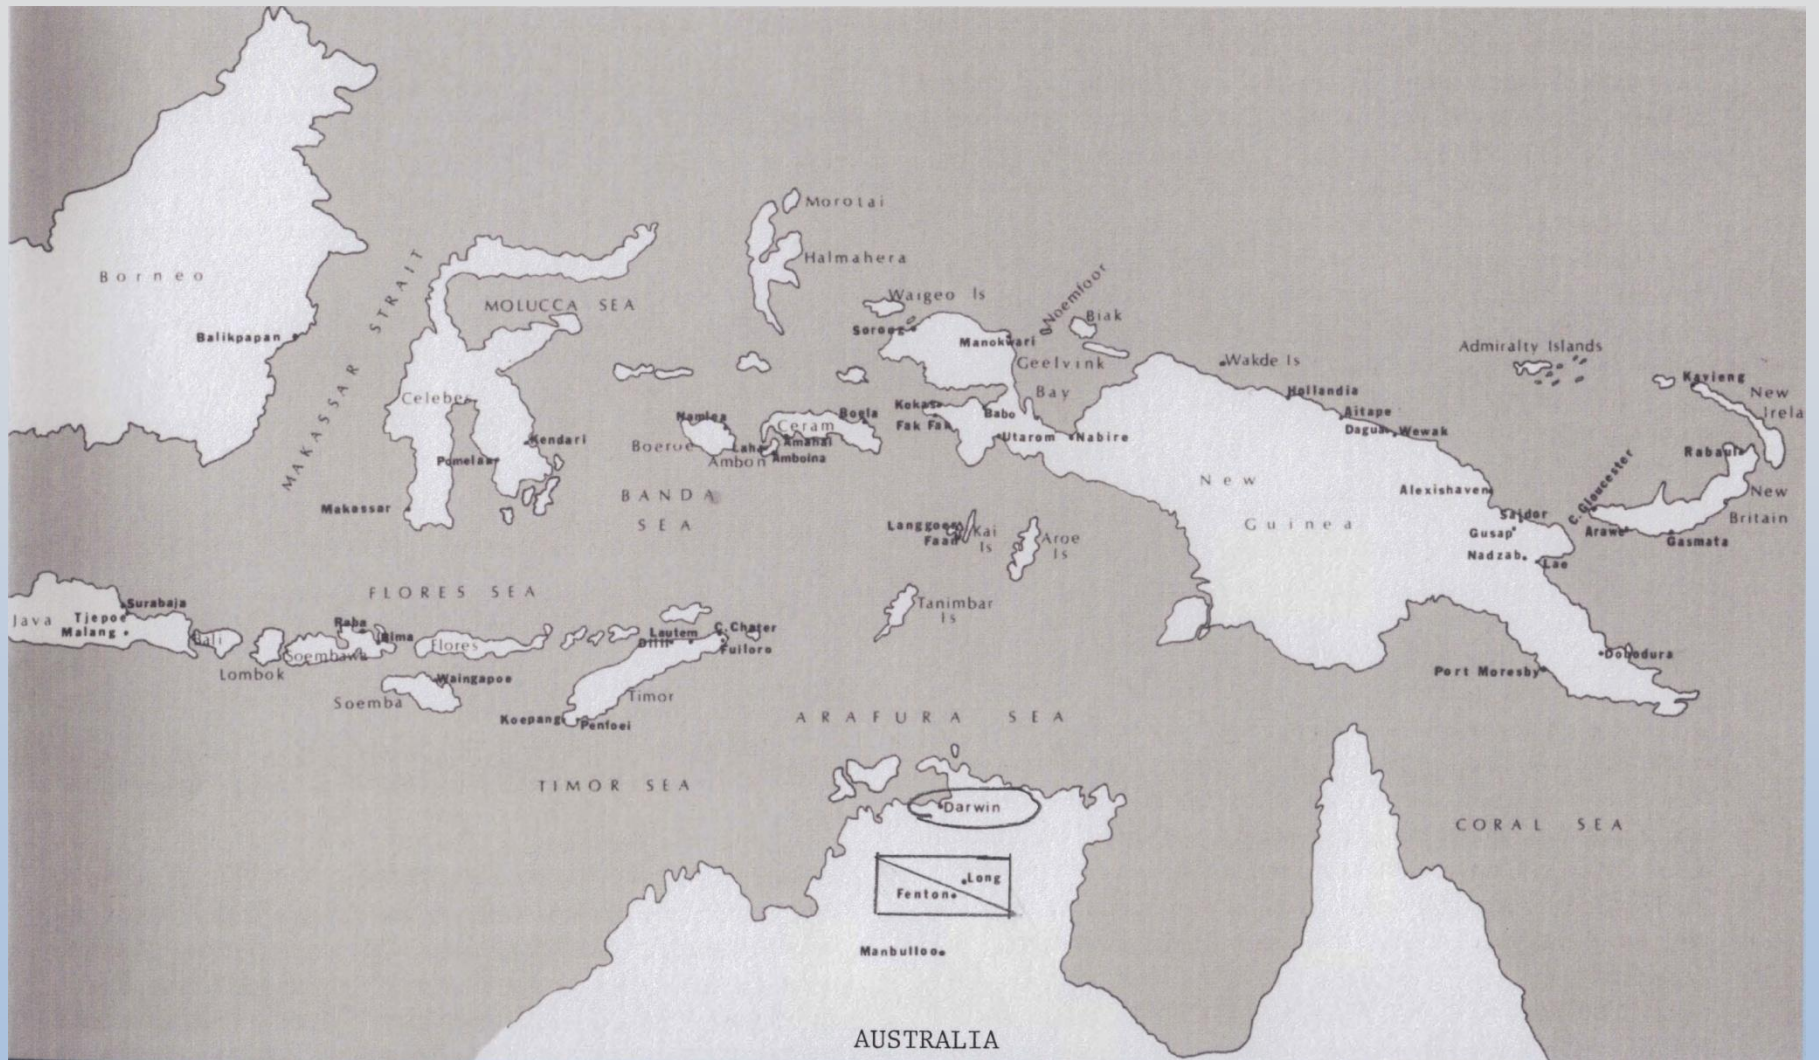 Morotai
Borneo
MAKASSAR STRAIT
Halmahera
MOLUCCA SEA
Waigeo Is
Noemfoor
Biak
Balikpapan
Soroog
Manokwari
Geelvink
Bay
Wakde Is
Admiralty Islands
Kavieng
New
Irela
Hollandia
Celebes
Namlea
Boela
Kokas
Babo
Aitape
Fak Fak
Ceram
Dagua
Wewak
Kendari
Boeroe
Laha
Amahai
Utarom
Nabire
Pomelaa
Ambon
Amboina
Rabaul
New
Guinea
Alexishaven
C.Gloucester
New
Britain
BANDA
SEA
Makassar
Langgoer
Faan
Kai
Is
Aroe
Is
Saidor
Gusap
Arawe
Gasmata
Nadzab
Lae
FLORES SEA
Tanimbar
Is
Java
Tjepoe
Surabaja
Malang
Bali
Raba
Bima
Soembawa
Flores
Lautem
C.Chater
Dilli
Fuiloro
Lombok
Waingapoe
Soemba
Timor
Koepang
Penfoei
Dobodura
Port Moresby
ARAFURA SEA
TIMOR SEA
Darwin
CORAL SEA
Long
Fenton
Manbulloo
AUSTRALIA